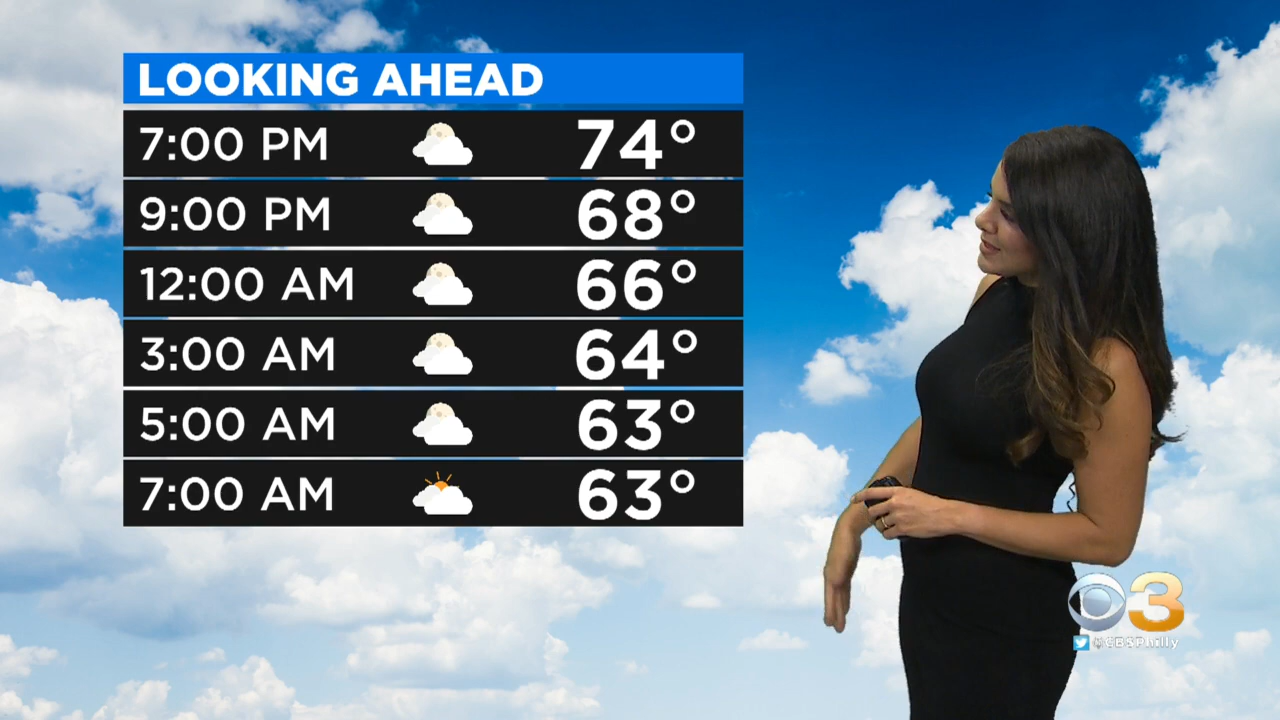 LOOKING AHEAD
7:00 PM 74°
9:00 PM 68°
12:00 AM 66°
3:00 AM 64°
5:00 AM 63°
7:00 AM 63°
3
@CBSPhilly